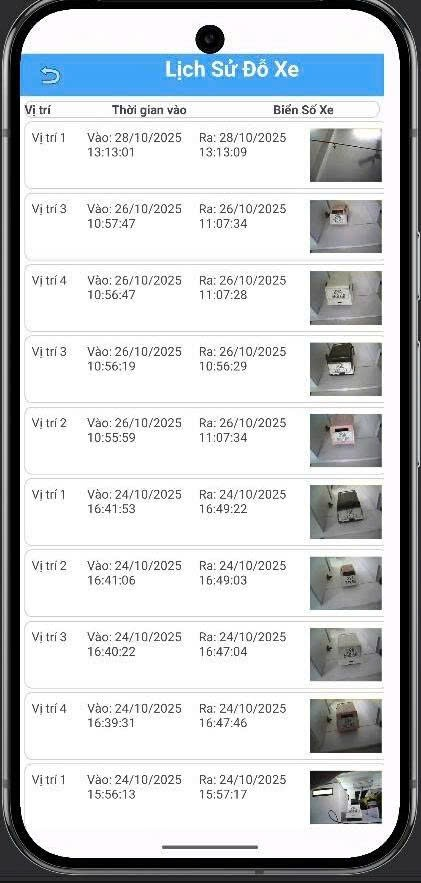 Lịch Sử Đỗ Xe
Vị trí Thời gian vào Biển Số Xe
Vị trí 1 Vào: 28/10/2025 Ra: 28/10/2025
13:13:01 13:13:09
Vị trí 3 Vào: 26/10/2025 Ra: 26/10/2025
10:57:47 11:07:34
Vị trí 4 Vào: 26/10/2025 Ra: 26/10/2025
10:56:47 11:07:28
Vị trí 3 Vào: 26/10/2025 Ra: 26/10/2025
10:56:19 10:56:29
Vị trí 2 Vào: 26/10/2025 Ra: 26/10/2025
10:55:59 11:07:34
Vị trí 1 Vào: 24/10/2025 Ra: 24/10/2025
16:41:53 16:49:22
Vị trí 2 Vào: 24/10/2025 Ra: 24/10/2025
16:41:06 16:49:03
Vị trí 3 Vào: 24/10/2025 Ra: 24/10/2025
16:40:22 16:47:04
Vị trí 4 Vào: 24/10/2025 Ra: 24/10/2025
16:39:31 16:47:46
Vị trí 1 Vào: 24/10/2025 Ra: 24/10/2025
15:56:13 15:57:17